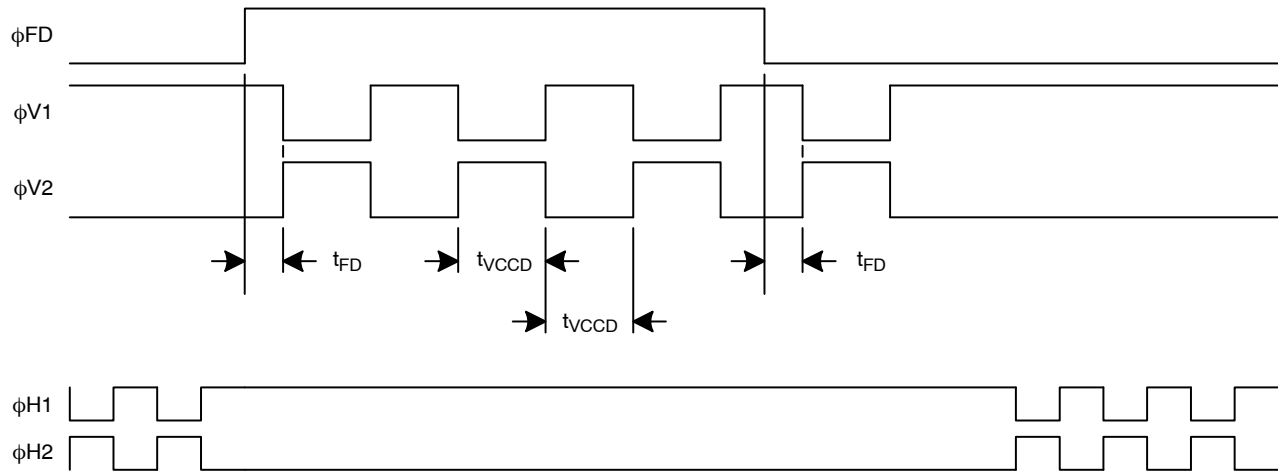 ϕFD
ϕV1
ϕV2
tFD tVCCD tFD
tVCCD
ϕH1
ϕH2